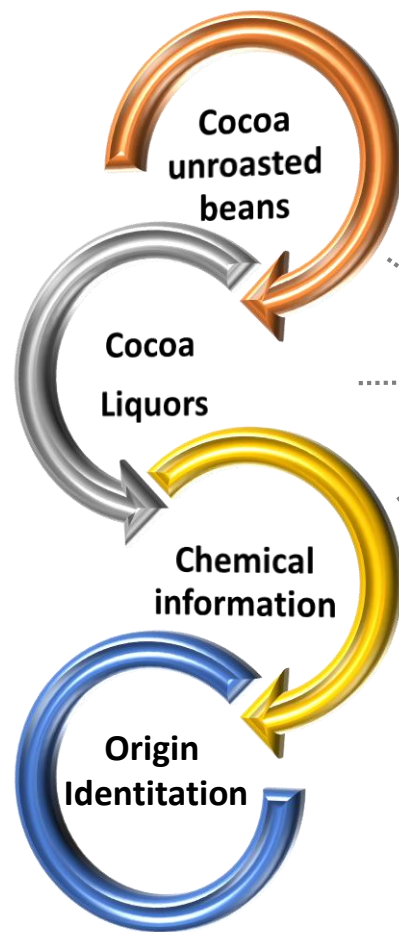 Cocoa
unroasted
beans
Cocoa
Liquors
Chemical
information
Origin
Identitation